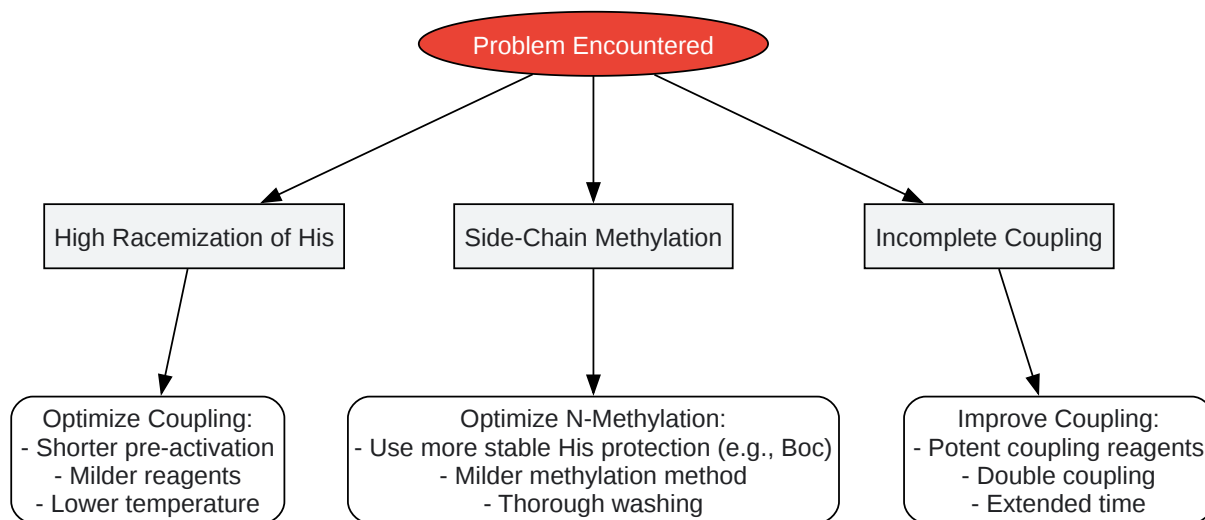 Problem Encountered
High Racemization of His
Side-Chain Methylation
Incomplete Coupling
Optimize Coupling:
- Shorter pre-activation
- Milder reagents
- Lower temperature
Optimize N-Methylation:
- Use more stable His protection (e.g., Boc)
- Milder methylation method
- Thorough washing
Improve Coupling:
- Potent coupling reagents
- Double coupling
- Extended time